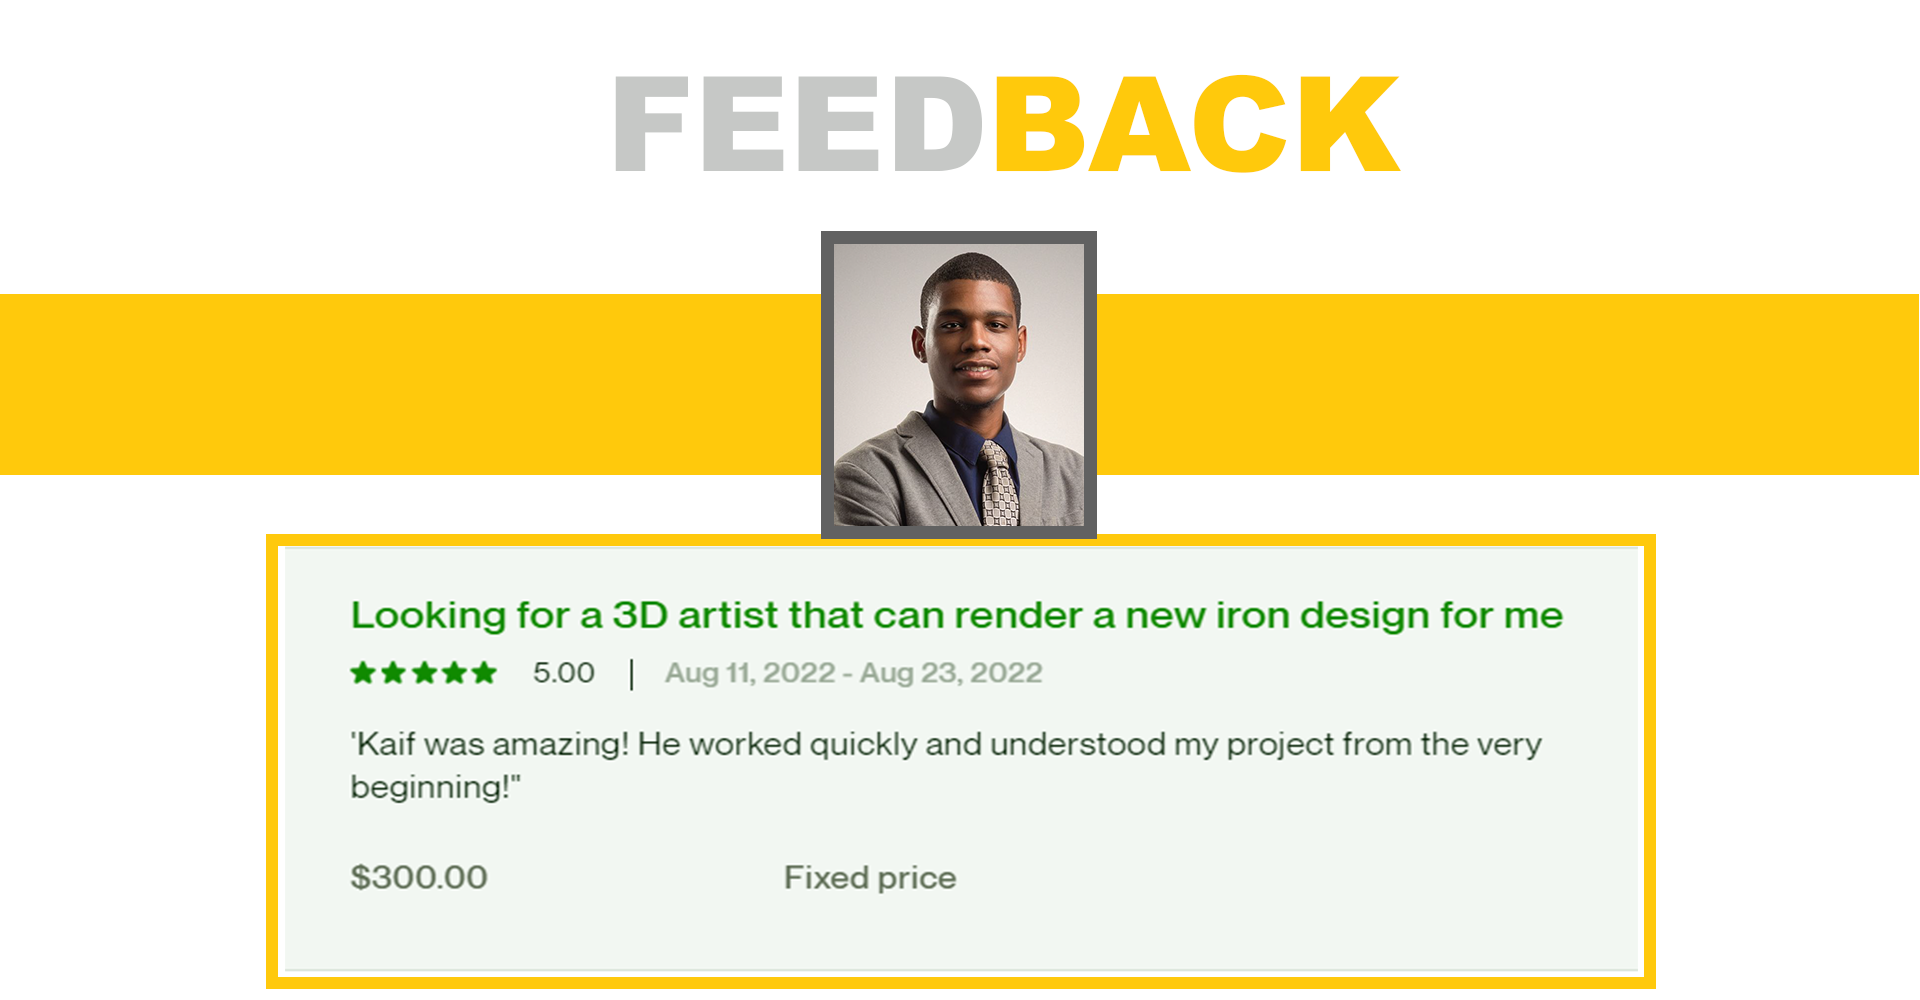 FEEDBACK
Looking for a 3D artist that can render a new iron design for me
5.00 | Aug 11, 2022 - Aug 23, 2022
'Kaif was amazing! He worked quickly and understood my project from the very
beginning!"
$300.00 Fixed price